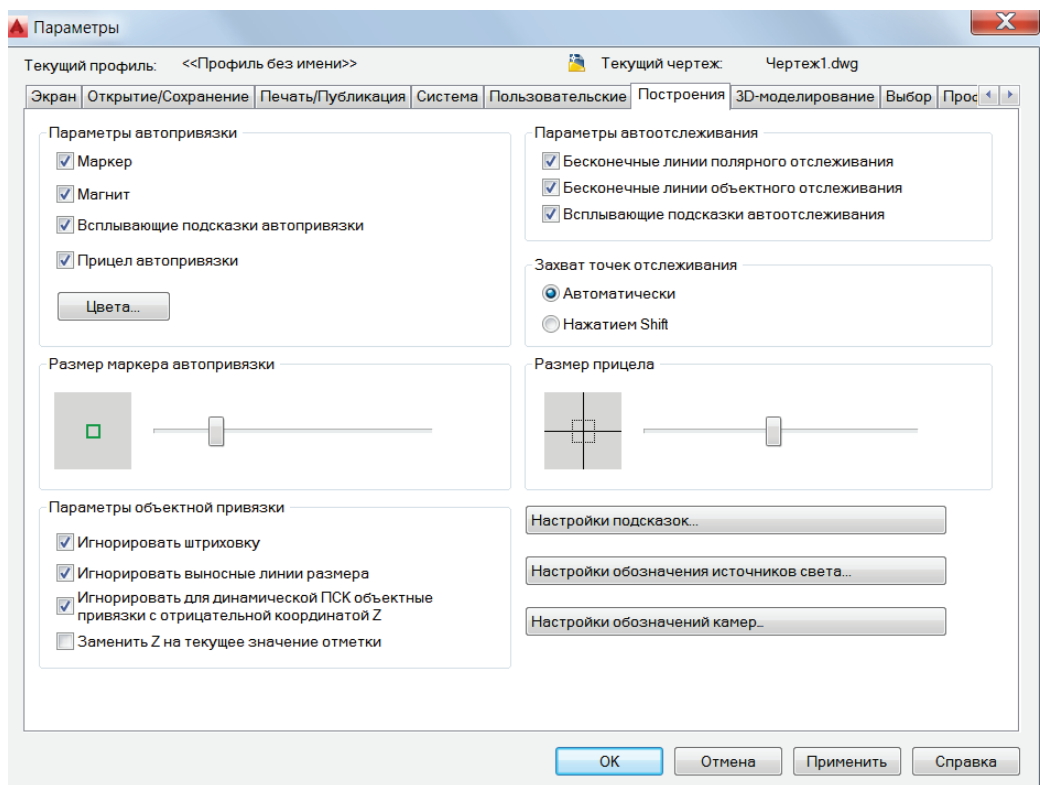 Параметры
Текущий профиль: <<Профиль без имени>> Текущий чертеж: Чертеж1.dwg
Экран Открытие/Сохранение Печать/Публикация Система Пользовательские Построения 3D-моделирование Выбор Проф
Параметры автопривязки
Маркер
Магнит
Всплывающие подсказки автопривязки
Прицел автопривязки
Цвета...
Параметры автоотслеживания
Бесконечные линии полярного отслеживания
Бесконечные линии объектного отслеживания
Всплывающие подсказки автоотслеживания
Захват точек отслеживания
Автоматически
Нажатием Shift
Размер маркера автопривязки
Размер прицела
Параметры объектной привязки
Игнорировать штриховку
Игнорировать выносные линии размера
Игнорировать для динамической ПСК объектные
привязки с отрицательной координатой Z
Заменить Z на текущее значение отметки
Настройки подсказок...
Настройки обозначения источников света...
Настройки обозначений камер...
OK Отмена Применить Справка